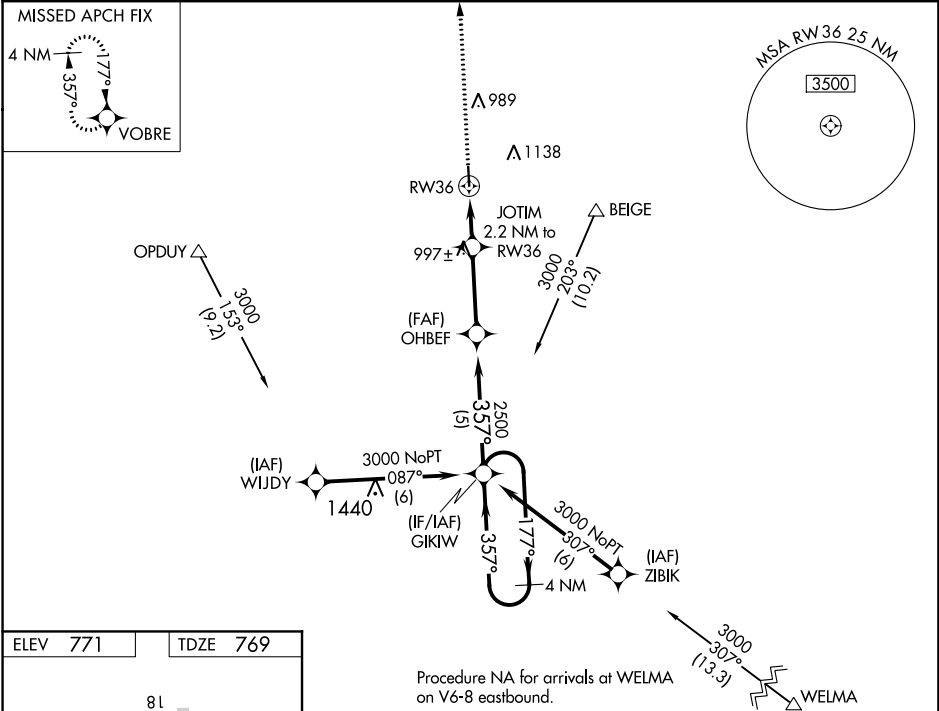 MISSED APCH FIX
4 NM
177°
357°
VOBRE
MSA RW36 25 NM
3500
989
1138
RW36
JOTIM
2.2 NM to
RW36
997±
BEIGE
3000
203°
(10.2)
OPDUY
3000
153°
(9.2)
(FAF)
OHBEF
2500
357°
(5)
(IAF)
WIJDY
3000 NoPT
087°
(6)
1440
(IF/IAF)
GIKIW
357°
177°
4 NM
3000 NoPT
307°
(6)
(IAF)
ZIBIK
3000
307°
(13.3)
WELMA
Procedure NA for arrivals at WELMA
on V6-8 eastbound.
ELEV 771
TDZE 769
18